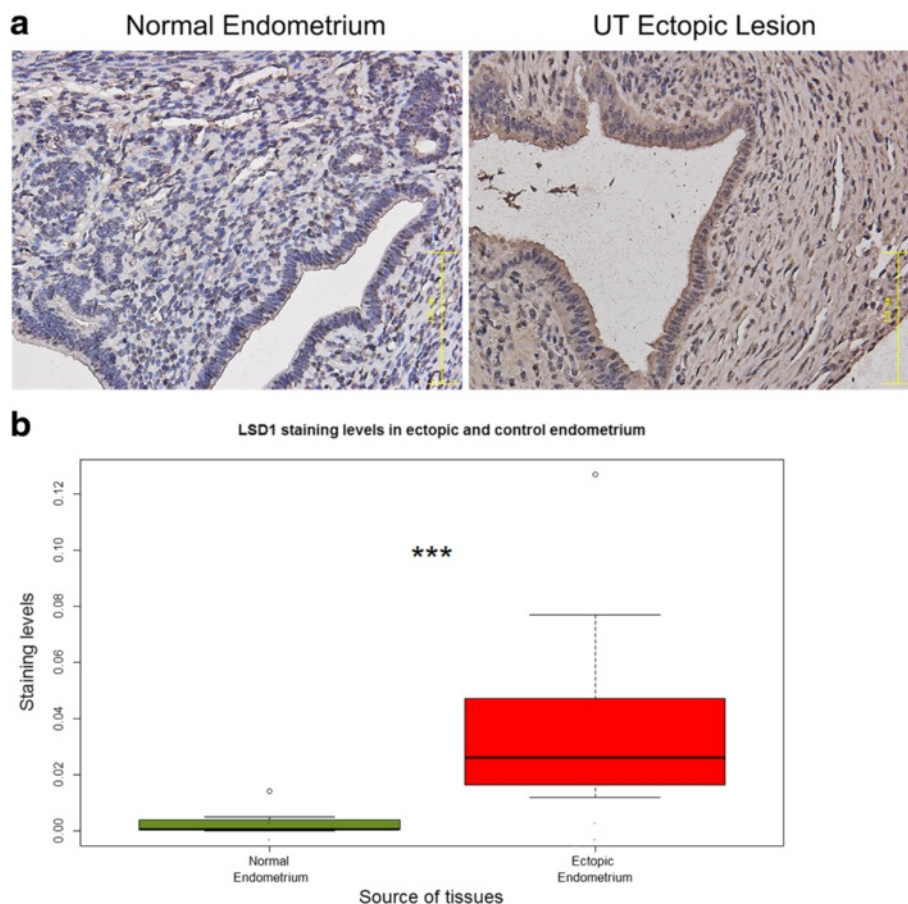 a
Normal Endometrium
UT Ectopic Lesion
b
LSD1 staining levels in ectopic and control endometrium
0.12
0.10
0.08
0.06
0.04
0.02
0.00
Staining levels
***
Normal
Endometrium
Ectopic
Endometrium
Source of tissues